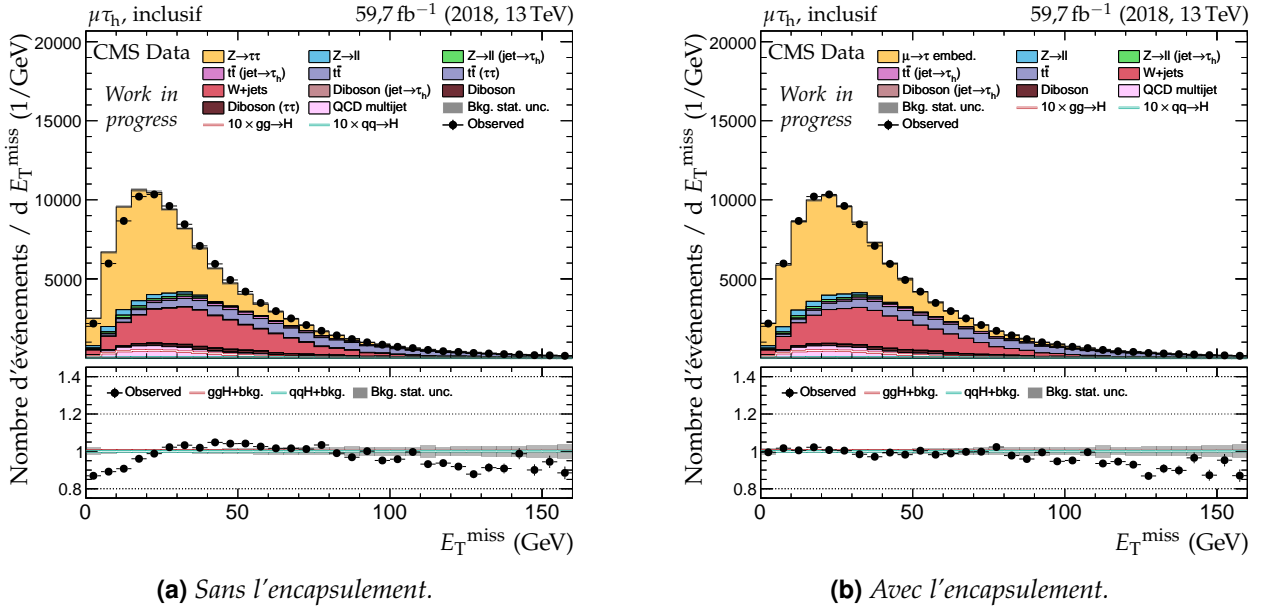 μτh, inclusif 59,7 fb−1 (2018, 13 TeV)
20000
15000
10000
5000
Nombre d'événements / d ETmiss (1/GeV)
CMS Data
Work in
progress
Z→ττ Z→ll Z→ll (jet→τh)
tt̄ (jet→τh) tt̄ tt̄ (ττ)
W+jets Diboson (jet→τh) Diboson
Diboson (ττ) QCD multijet Bkg. stat. unc.
10 × gg→H 10 × qq→H Observed
1.4
1.2
1
0.8
Observed ggH+bkg. qqH+bkg. Bkg. stat. unc.
0 50 100 150
ETmiss (GeV)
(a) Sans l'encapsulement.
μτh, inclusif 59,7 fb−1 (2018, 13 TeV)
20000
15000
10000
5000
Nombre d'événements / d ETmiss (1/GeV)
CMS Data
Work in
progress
μ→τ embed. Z→ll Z→ll (jet→τh)
tt̄ (jet→τh) tt̄ W+jets
Diboson (jet→τh) Diboson QCD multijet
Bkg. stat. unc. 10 × gg→H 10 × qq→H
Observed
1.4
1.2
1
0.8
Observed ggH+bkg. qqH+bkg. Bkg. stat. unc.
0 50 100 150
ETmiss (GeV)
(b) Avec l'encapsulement.